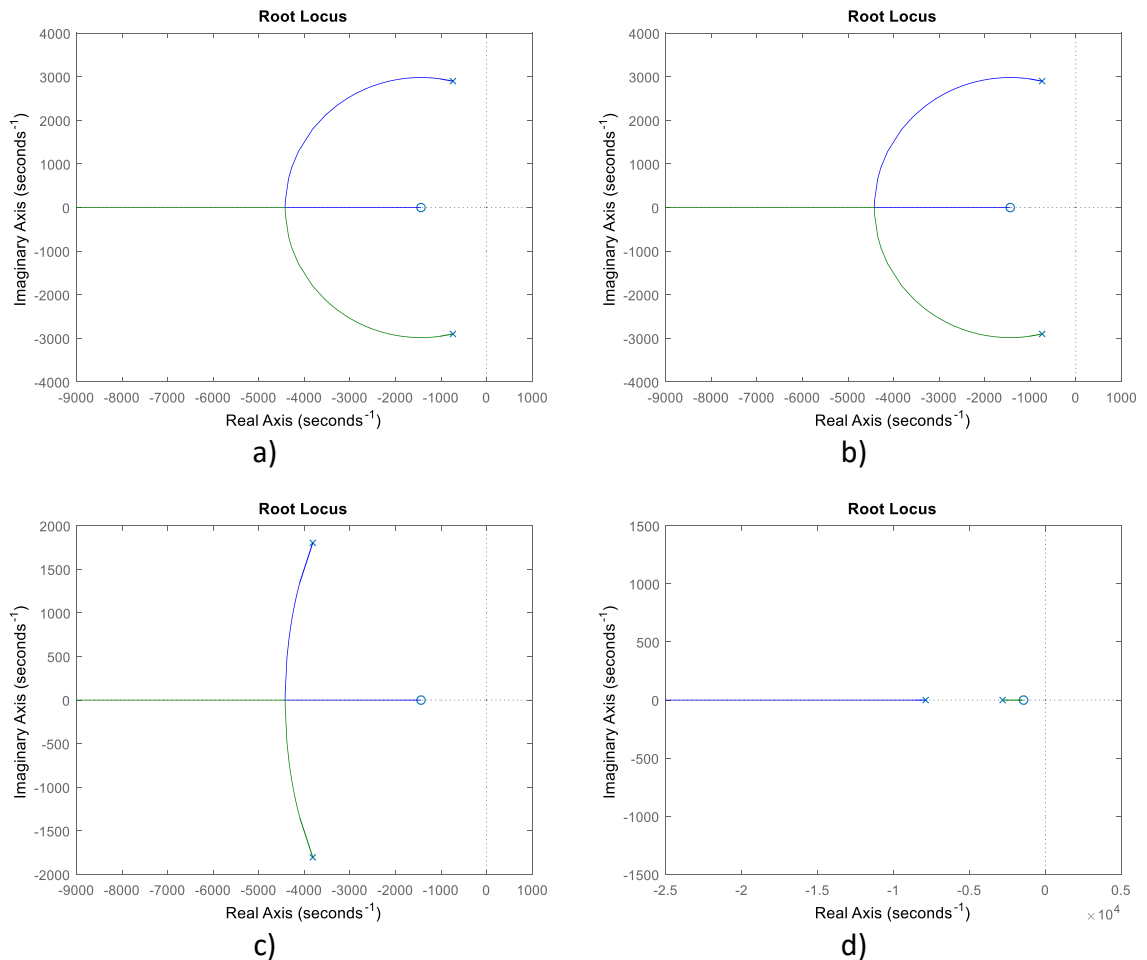 Root Locus
4000
3000
2000
1000
0
-1000
-2000
-3000
-4000
-9000 -8000 -7000 -6000 -5000 -4000 -3000 -2000 -1000 0 1000
Real Axis (seconds⁻¹)
Imaginary Axis (seconds⁻¹)
a)
Root Locus
4000
3000
2000
1000
0
-1000
-2000
-3000
-4000
-9000 -8000 -7000 -6000 -5000 -4000 -3000 -2000 -1000 0 1000
Real Axis (seconds⁻¹)
Imaginary Axis (seconds⁻¹)
b)
Root Locus
2000
1500
1000
500
0
-500
-1000
-1500
-2000
-9000 -8000 -7000 -6000 -5000 -4000 -3000 -2000 -1000 0 1000
Real Axis (seconds⁻¹)
Imaginary Axis (seconds⁻¹)
c)
Root Locus
1500
1000
500
0
-500
-1000
-1500
-2.5 -2 -1.5 -1 -0.5 0 0.5
Real Axis (seconds⁻¹)
×10⁴
Imaginary Axis (seconds⁻¹)
d)